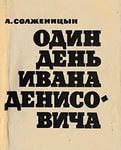 А. СОЛЖЕНИЦЫН
ОДИН
ДЕНЬ
ИВАНА
ДЕНИСО-
ВИЧА